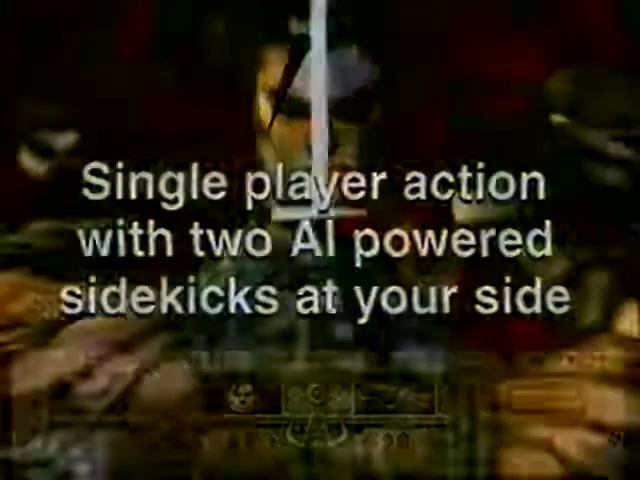 Single player action
with two AI powered
sidekicks at your side